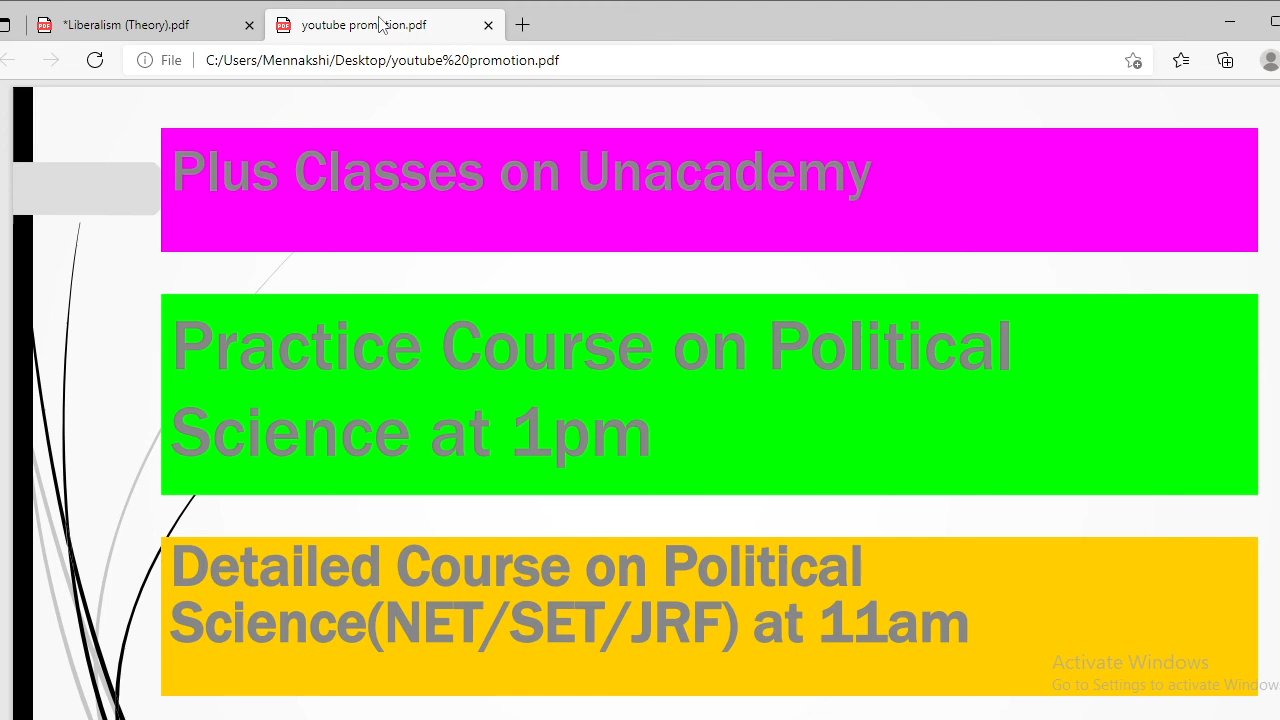 *Liberalism (Theory).pdf
youtube promotion.pdf
File
C:/Users/Mennakshi/Desktop/youtube%20promotion.pdf
Plus Classes on Unacademy
Practice Course on Political
Science at 1pm
Detailed Course on Political
Science(NET/SET/JRF) at 11am
Activate Windows
Go to Settings to activate Window